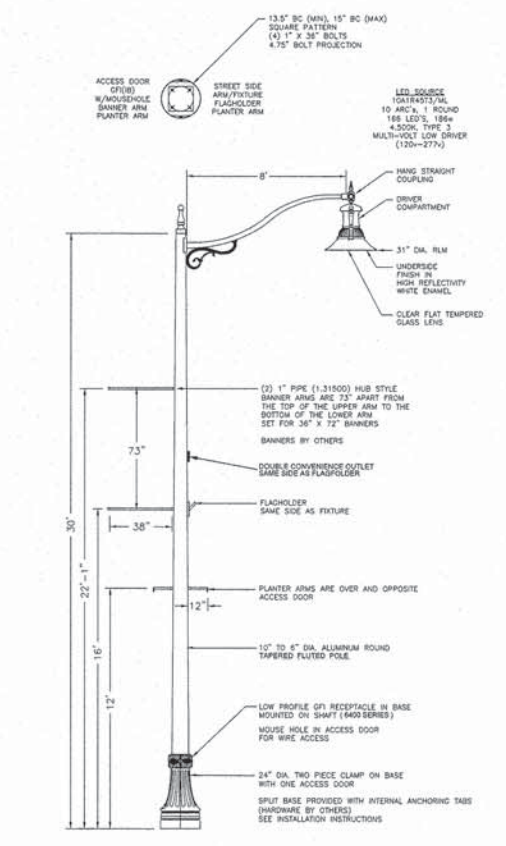 13.5" BC (MIN), 15" BC (MAX)
SQUARE PATTERN
(4) 1" X 36" BOLTS
4.75" BOLT PROJECTION
ACCESS DOOR
GFI(IB)
W/MOUSEHOLE
BANNER ARM
PLANTER ARM
STREET SIDE
ARM/FIXTURE
FLAGHOLDER
PLANTER ARM
LED SOURCE
10A1R45T3/ML
10 ARC's, 1 ROUND
166 LED'S, 186w
4,500K, TYPE 3
MULTI-VOLT LOW DRIVER
(120v-277v)
8'
HANG STRAIGHT
COUPLING
DRIVER
COMPARTMENT
31" DIA. RLM
UNDERSIDE
FINISH IN
HIGH REFLECTIVITY
WHITE ENAMEL
CLEAR FLAT TEMPERED
GLASS LENS
(2) 1" PIPE (1.315OD) HUB STYLE
BANNER ARMS ARE 73" APART FROM
THE TOP OF THE UPPER ARM TO THE
BOTTOM OF THE LOWER ARM
SET FOR 36" X 72" BANNERS
BANNERS BY OTHERS
73"
DOUBLE CONVENIENCE OUTLET
SAME SIDE AS FLAGFOLDER
FLAGHOLDER
SAME SIDE AS FIXTURE
38"
30'
22'-1"
16'
12'
PLANTER ARMS ARE OVER AND OPPOSITE
ACCESS DOOR
12"
10" TO 6" DIA. ALUMINUM ROUND
TAPERED FLUTED POLE
LOW PROFILE GFI RECEPTACLE IN BASE
MOUNTED ON SHAFT (6400 SERIES)
MOUSE HOLE IN ACCESS DOOR
FOR WIRE ACCESS
24" DIA. TWO PIECE CLAMP ON BASE
WITH ONE ACCESS DOOR
SPLIT BASE PROVIDED WITH INTERNAL ANCHORING TABS
(HARDWARE BY OTHERS)
SEE INSTALLATION INSTRUCTIONS